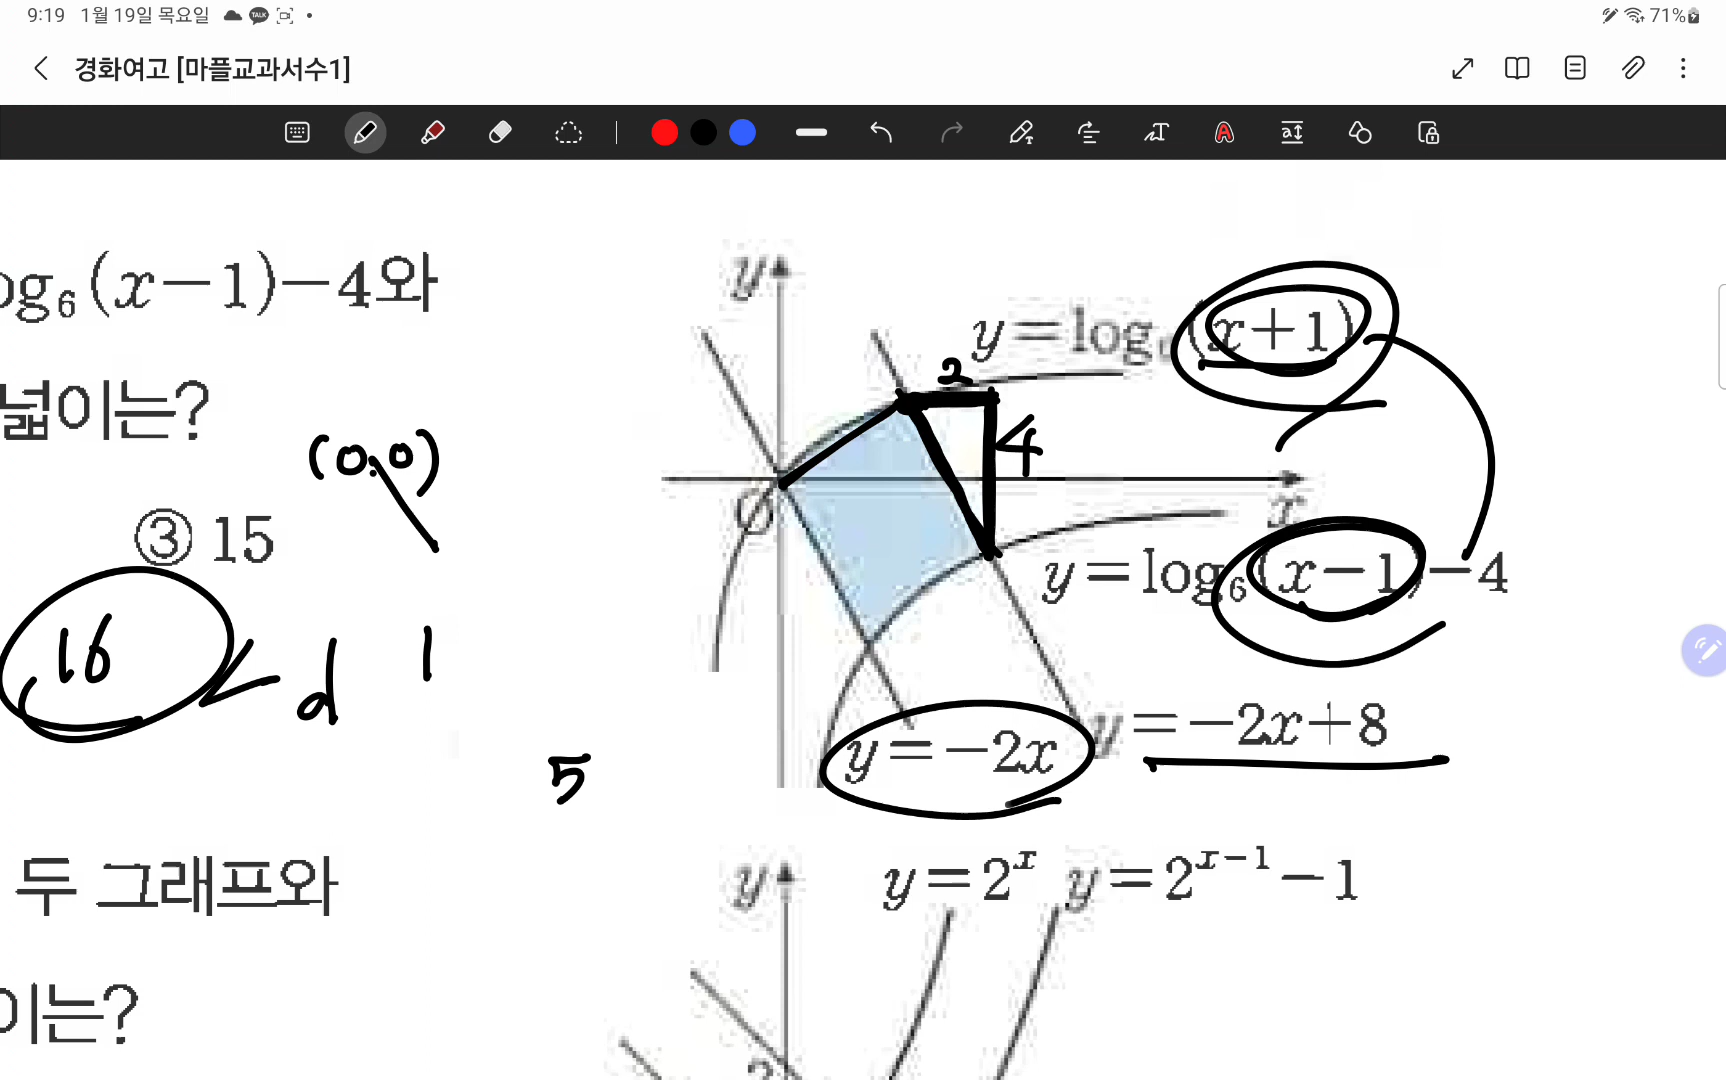 9:19 1월 19일 목요일 71%
경화여고 [마플교과서수1]
og₆(x−1)−4와
넓이는?
(0,0)
③ 15
16
d 1
5
y
y=log₆(x+1)
2
4
O
x
y=log₆(x−1)−4
y=−2x
y=−2x+8
두 그래프와
이는?
y
y=2ˣ y=2ˣ⁻¹−1